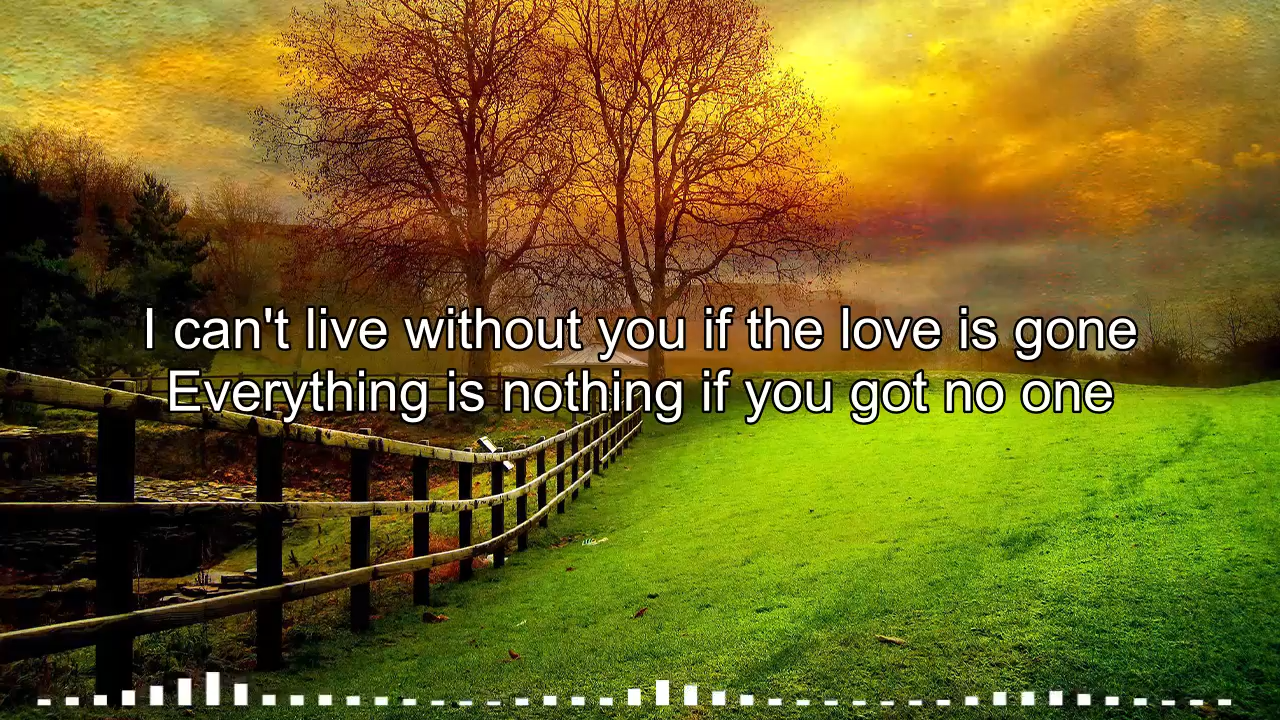 I can't live without you if the love is gone
Everything is nothing if you got no one